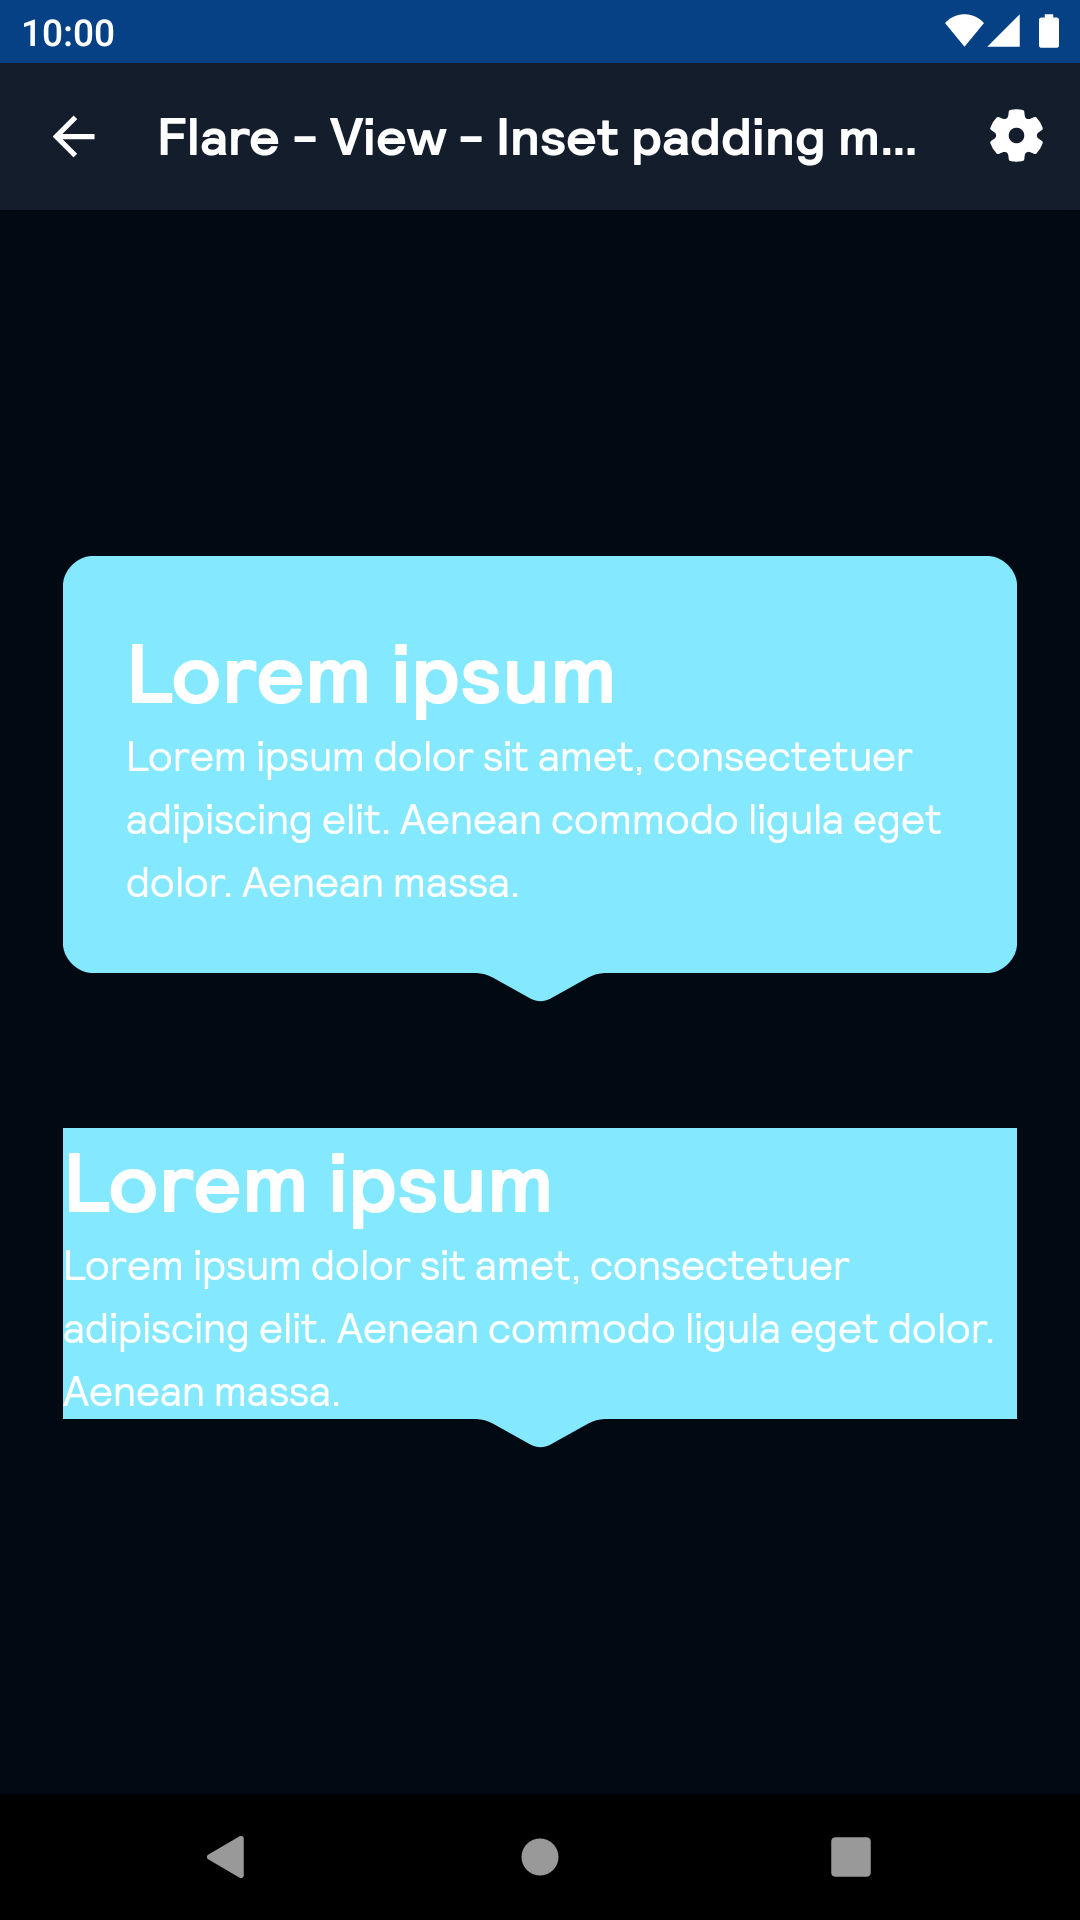 10:00
Flare - View - Inset padding m...
Lorem ipsum
Lorem ipsum dolor sit amet, consectetuer
adipiscing elit. Aenean commodo ligula eget
dolor. Aenean massa.
Lorem ipsum
Lorem ipsum dolor sit amet, consectetuer
adipiscing elit. Aenean commodo ligula eget dolor.
Aenean massa.